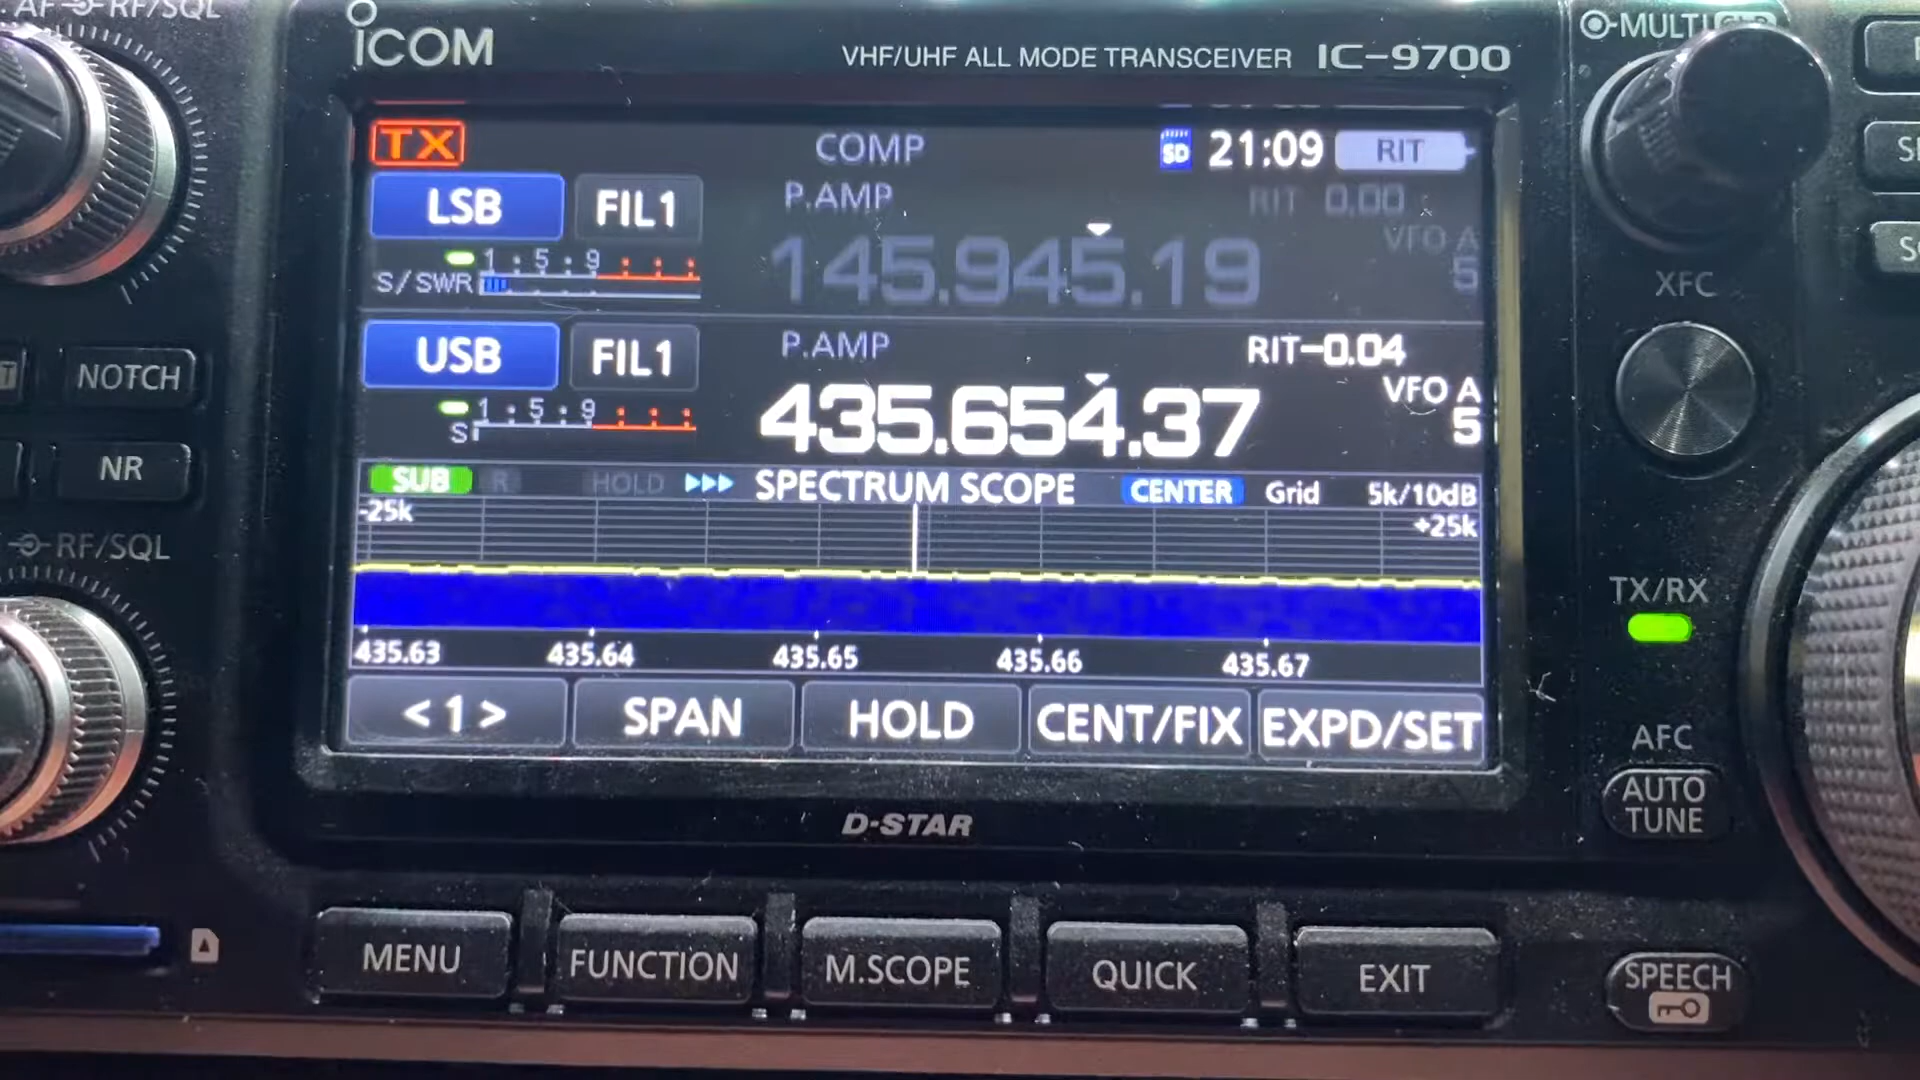 AF RF/SQL
ICOM
VHF/UHF ALL MODE TRANSCEIVER IC-9700
MULTI
TX COMP SD 21:09 RIT
LSB FIL1 P.AMP RIT 0.00
145.945.19 VFO A
5
1 : 5 : 9 : : :
S/SWR
USB FIL1 P.AMP RIT-0.04
435.654.37 VFO A
5
1 : 5 : 9 : : :
S
SUB R HOLD SPECTRUM SCOPE CENTER Grid 5k/10dB
-25k +25k
435.63 435.64 435.65 435.66 435.67
<1> SPAN HOLD CENT/FIX EXPD/SET
D-STAR
NOTCH
NR
RF/SQL
XFC
TX/RX
AFC
AUTO
TUNE
MENU FUNCTION M.SCOPE QUICK EXIT
SPEECH